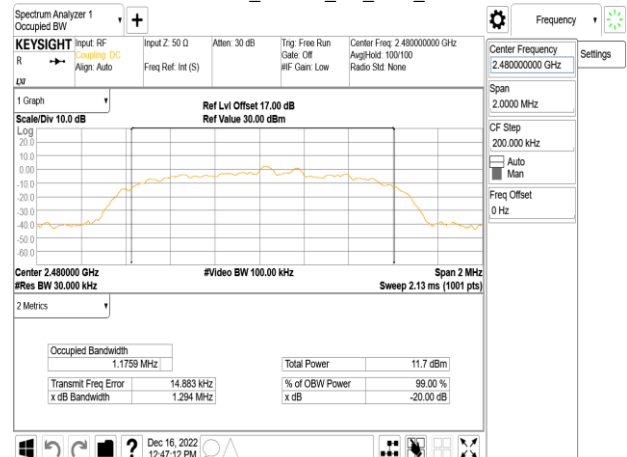 Spectrum Analyzer 1
Occupied BW
+
Frequency
KEYSIGHT
R
LXI
Input: RF
Coupling: DC
Align: Auto
Input Z: 50 Ω
Freq Ref: Int (S)
Atten: 30 dB
Trig: Free Run
Gate: Off
#IF Gain: Low
Center Freq: 2.480000000 GHz
Avg|Hold: 100/100
Radio Std: None
Center Frequency
2.480000000 GHz
Settings
Span
2.0000 MHz
CF Step
200.000 kHz
Auto
Man
Freq Offset
0 Hz
1 Graph
Scale/Div 10.0 dB
Ref Lvl Offset 17.00 dB
Ref Value 30.00 dBm
Log
20.0
10.0
0.00
-10.0
-20.0
-30.0
-40.0
-50.0
-60.0
Center 2.480000 GHz
#Video BW 100.00 kHz
Span 2 MHz
#Res BW 30.000 kHz
Sweep 2.13 ms (1001 pts)
2 Metrics
Occupied Bandwidth
1.1759 MHz
Total Power 11.7 dBm
Transmit Freq Error 14.883 kHz
% of OBW Power 99.00 %
x dB Bandwidth 1.294 MHz
x dB -20.00 dB
?
Dec 16, 2022
12:47:12 PM